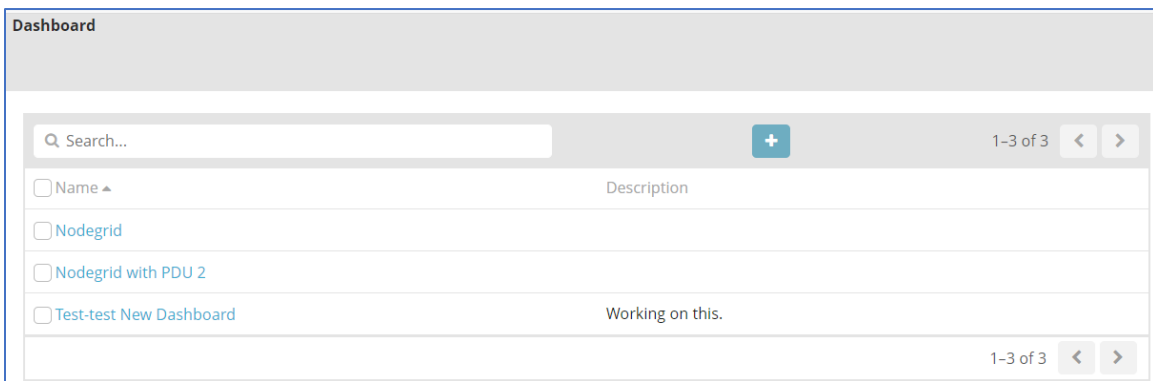 Dashboard
Search...
1–3 of 3
Name Description
Nodegrid
Nodegrid with PDU 2
Test-test New Dashboard Working on this.
1–3 of 3